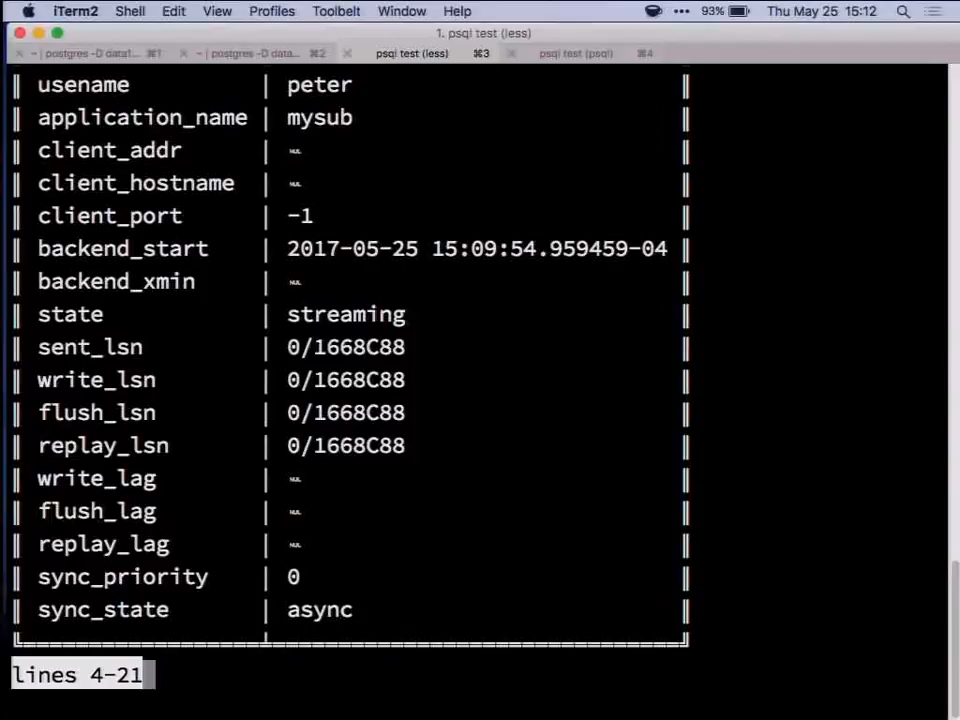 iTerm2 Shell Edit View Profiles Toolbelt Window Help 93% Thu May 25 15:12
1. psql test (less)
~ | postgres -D data1... ⌘1 ~ | postgres -D data... ⌘2 psql test (less) ⌘3 psql test (psql) ⌘4
usename | peter
application_name | mysub
client_addr | NUL
client_hostname | NUL
client_port | -1
backend_start | 2017-05-25 15:09:54.959459-04
backend_xmin | NUL
state | streaming
sent_lsn | 0/1668C88
write_lsn | 0/1668C88
flush_lsn | 0/1668C88
replay_lsn | 0/1668C88
write_lag | NUL
flush_lag | NUL
replay_lag | NUL
sync_priority | 0
sync_state | async
lines 4-21